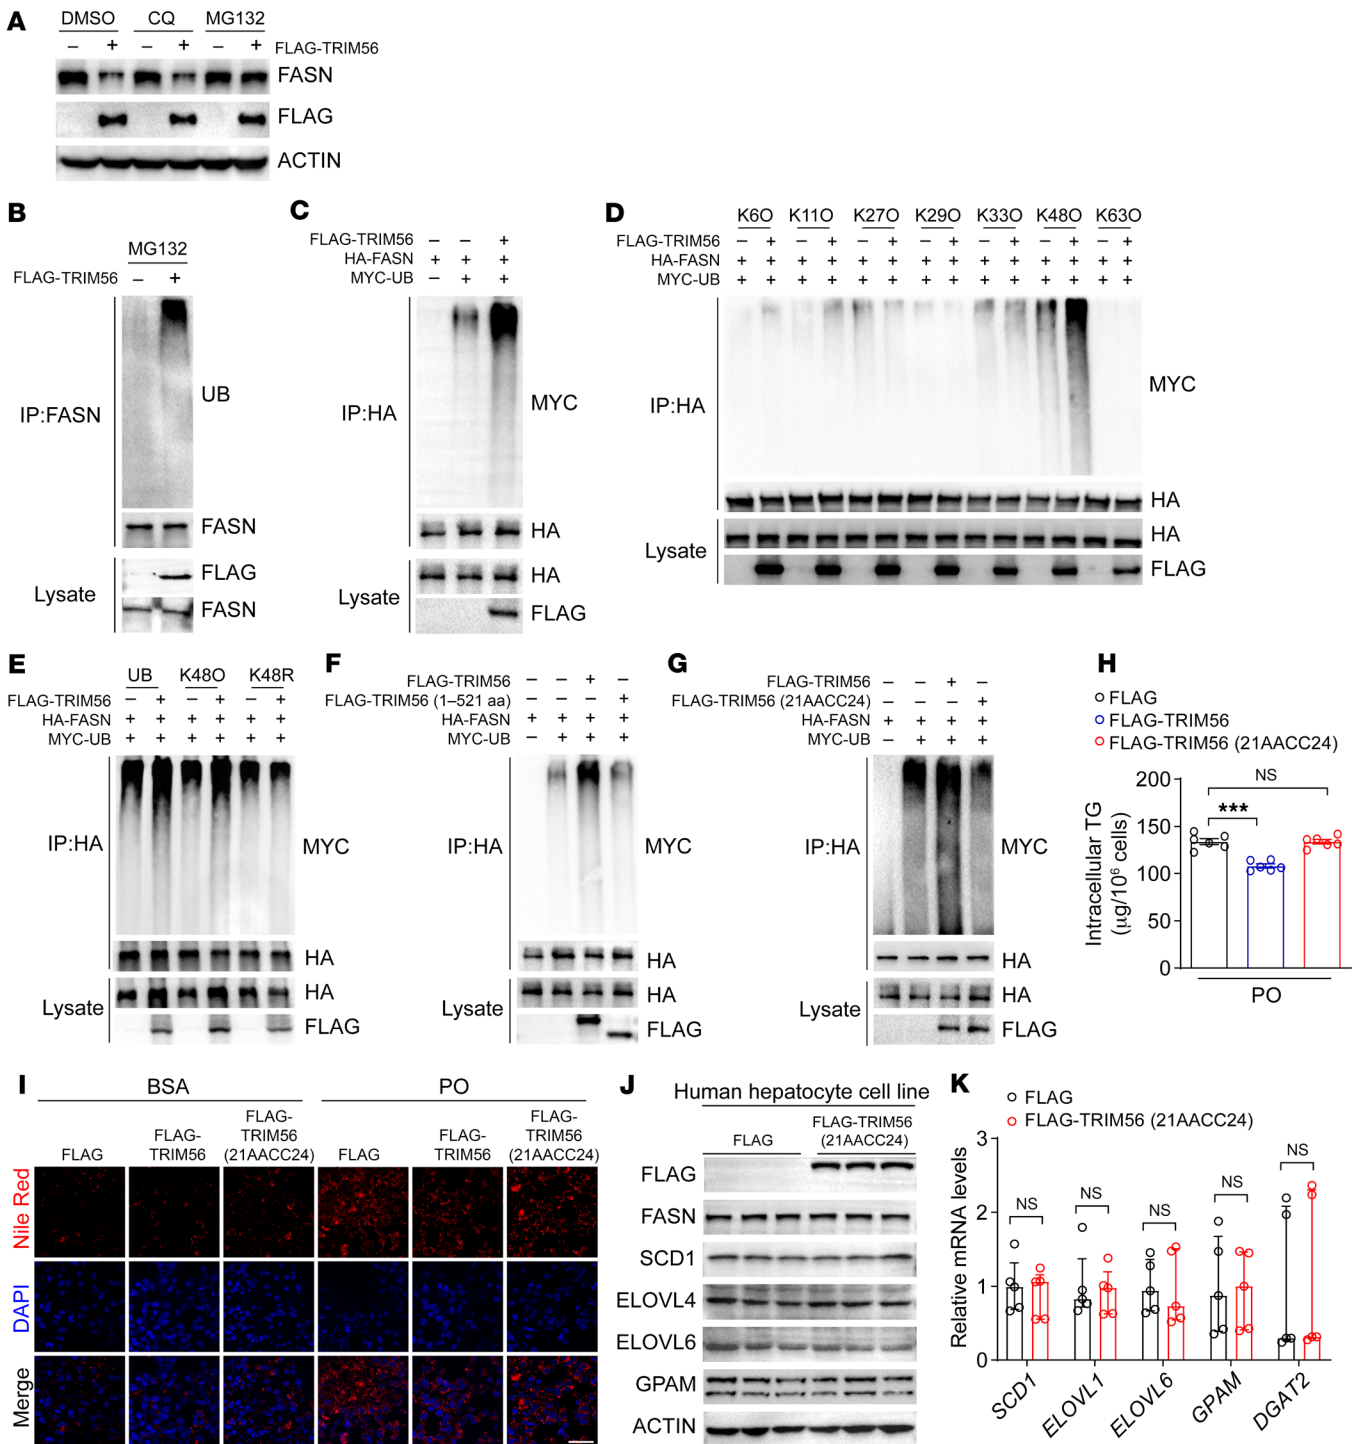 A
DMSO CQ MG132
– + – + – + FLAG-TRIM56
FASN
FLAG
ACTIN
B
MG132
FLAG-TRIM56 – +
IP:FASN
UB
FASN
Lysate
FLAG
FASN
C
FLAG-TRIM56 – – +
HA-FASN + + +
MYC-UB – + +
IP:HA
MYC
HA
Lysate
HA
FLAG
D
K6O K11O K27O K29O K33O K48O K63O
FLAG-TRIM56 – + – + – + – + – + – + – +
HA-FASN + + + + + + + + + + + + + +
MYC-UB + + + + + + + + + + + + + +
IP:HA
MYC
HA
Lysate
HA
FLAG
E
UB K48O K48R
FLAG-TRIM56 – + – + – +
HA-FASN + + + + + +
MYC-UB + + + + + +
IP:HA
MYC
HA
Lysate
HA
FLAG
F
FLAG-TRIM56 – – + –
FLAG-TRIM56 (1–521 aa) – – – +
HA-FASN + + + +
MYC-UB – + + +
IP:HA
MYC
HA
Lysate
HA
FLAG
G
FLAG-TRIM56 – – + –
FLAG-TRIM56 (21AACC24) – – – +
HA-FASN + + + +
MYC-UB – + + +
IP:HA
MYC
HA
Lysate
HA
FLAG
H
FLAG
FLAG-TRIM56
FLAG-TRIM56 (21AACC24)
Intracellular TG
(µg/10⁶ cells)
200
150
100
50
0
NS
***
PO
I
BSA PO
FLAG
FLAG-
TRIM56
FLAG-
TRIM56
(21AACC24)
FLAG
FLAG-
TRIM56
FLAG-
TRIM56
(21AACC24)
Nile Red
DAPI
Merge
J
Human hepatocyte cell line
FLAG
FLAG-TRIM56
(21AACC24)
FLAG
FASN
SCD1
ELOVL4
ELOVL6
GPAM
ACTIN
K
FLAG
FLAG-TRIM56 (21AACC24)
Relative mRNA levels
3
2
1
0
NS NS NS NS NS
SCD1 ELOVL1 ELOVL6 GPAM DGAT2